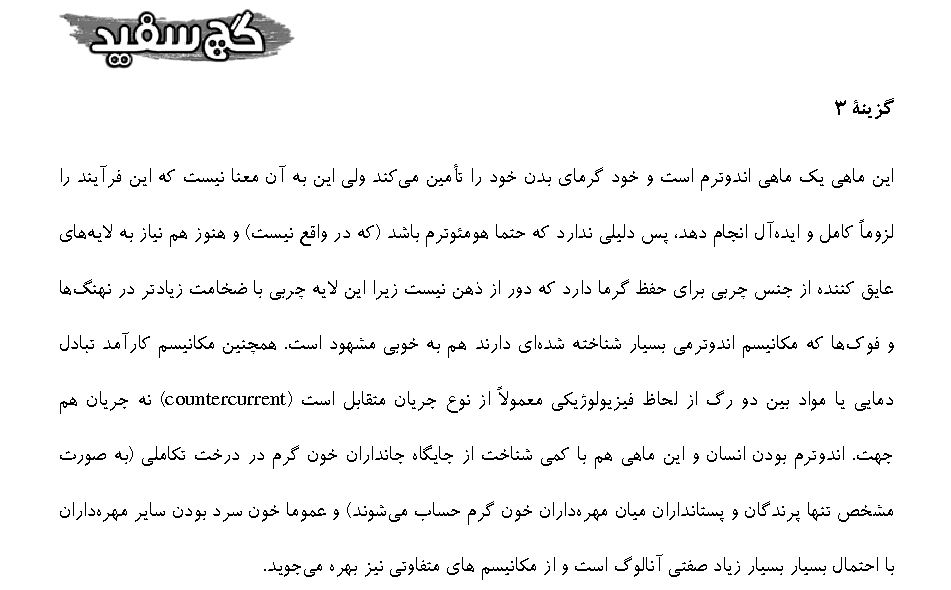 گچ سفید
گزینهٔ ۳
این ماهی یک ماهی اندوترم است و خود گرمای بدن خود را تأمین می‌کند ولی این به آن معنا نیست که این فرآیند را
لزوماً کامل و ایده‌آل انجام دهد، پس دلیلی ندارد که حتما هومئوترم باشد (که در واقع نیست) و هنوز هم نیاز به لایه‌های
عایق کننده از جنس چربی برای حفظ گرما دارد که دور از ذهن نیست زیرا این لایه چربی با ضخامت زیادتر در نهنگ‌ها
و فوک‌ها که مکانیسم اندوترمی بسیار شناخته شده‌ای دارند هم به خوبی مشهود است. همچنین مکانیسم کارآمد تبادل
دمایی یا مواد بین دو رگ از لحاظ فیزیولوژیکی معمولاً از نوع جریان متقابل است (countercurrent) نه جریان هم
جهت. اندوترم بودن انسان و این ماهی هم با کمی شناخت از جایگاه جانداران خون گرم در درخت تکاملی (به صورت
مشخص تنها پرندگان و پستانداران میان مهره‌داران خون گرم حساب می‌شوند) و عموما خون سرد بودن سایر مهره‌داران
با احتمال بسیار بسیار زیاد صفتی آنالوگ است و از مکانیسم های متفاوتی نیز بهره می‌جوید.